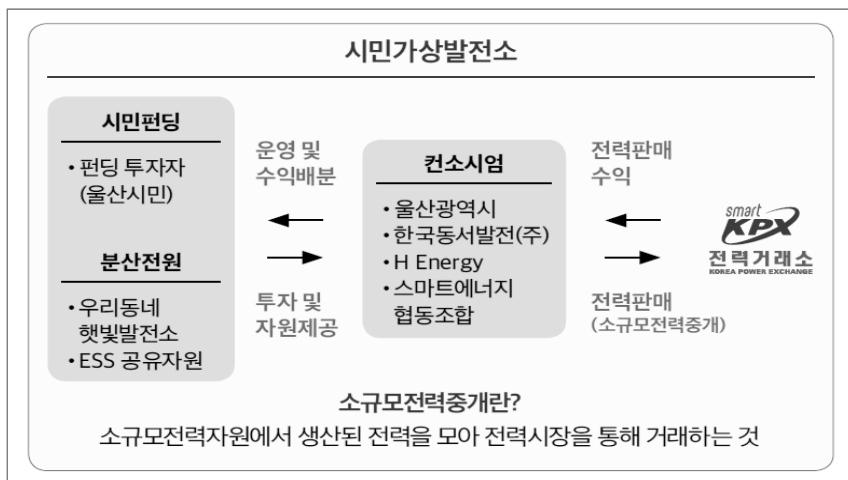 시민가상발전소
시민펀딩
• 펀딩 투자자
(울산시민)
분산전원
• 우리동네
햇빛발전소
• ESS 공유자원
운영 및
수익배분
투자 및
자원제공
컨소시엄
• 울산광역시
• 한국동서발전(주)
• H Energy
• 스마트에너지
협동조합
전력판매
수익
전력판매
(소규모전력중개)
smart
KPX
전력거래소
KOREA POWER EXCHANGE
소규모전력중개란?
소규모전력자원에서 생산된 전력을 모아 전력시장을 통해 거래하는 것